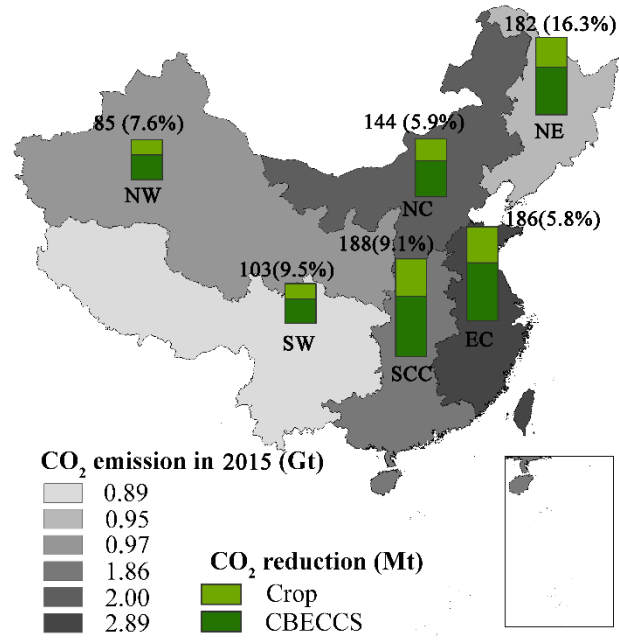 182 (16.3%)
NE
85 (7.6%)
NW
144 (5.9%)
NC
186(5.8%)
EC
188(9.1%)
SCC
103(9.5%)
SW
CO₂ emission in 2015 (Gt)
0.89
0.95
0.97
1.86
2.00
2.89
CO₂ reduction (Mt)
Crop
CBECCS